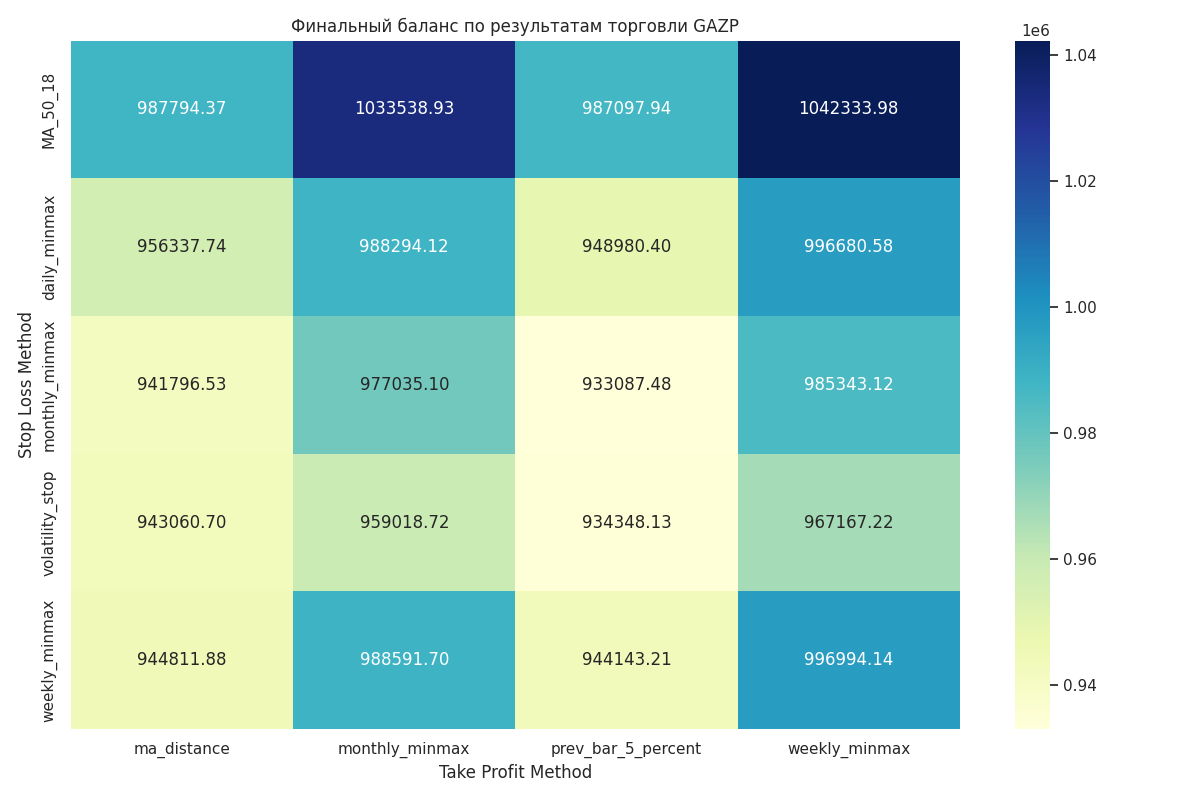 Финальный баланс по результатам торговли GAZP
1e6
Stop Loss Method
MA_50_18
987794.37 1033538.93 987097.94 1042333.98
daily_minmax
956337.74 988294.12 948980.40 996680.58
monthly_minmax
941796.53 977035.10 933087.48 985343.12
volatility_stop
943060.70 959018.72 934348.13 967167.22
weekly_minmax
944811.88 988591.70 944143.21 996994.14
ma_distance monthly_minmax prev_bar_5_percent weekly_minmax
Take Profit Method
1.04
1.02
1.00
0.98
0.96
0.94